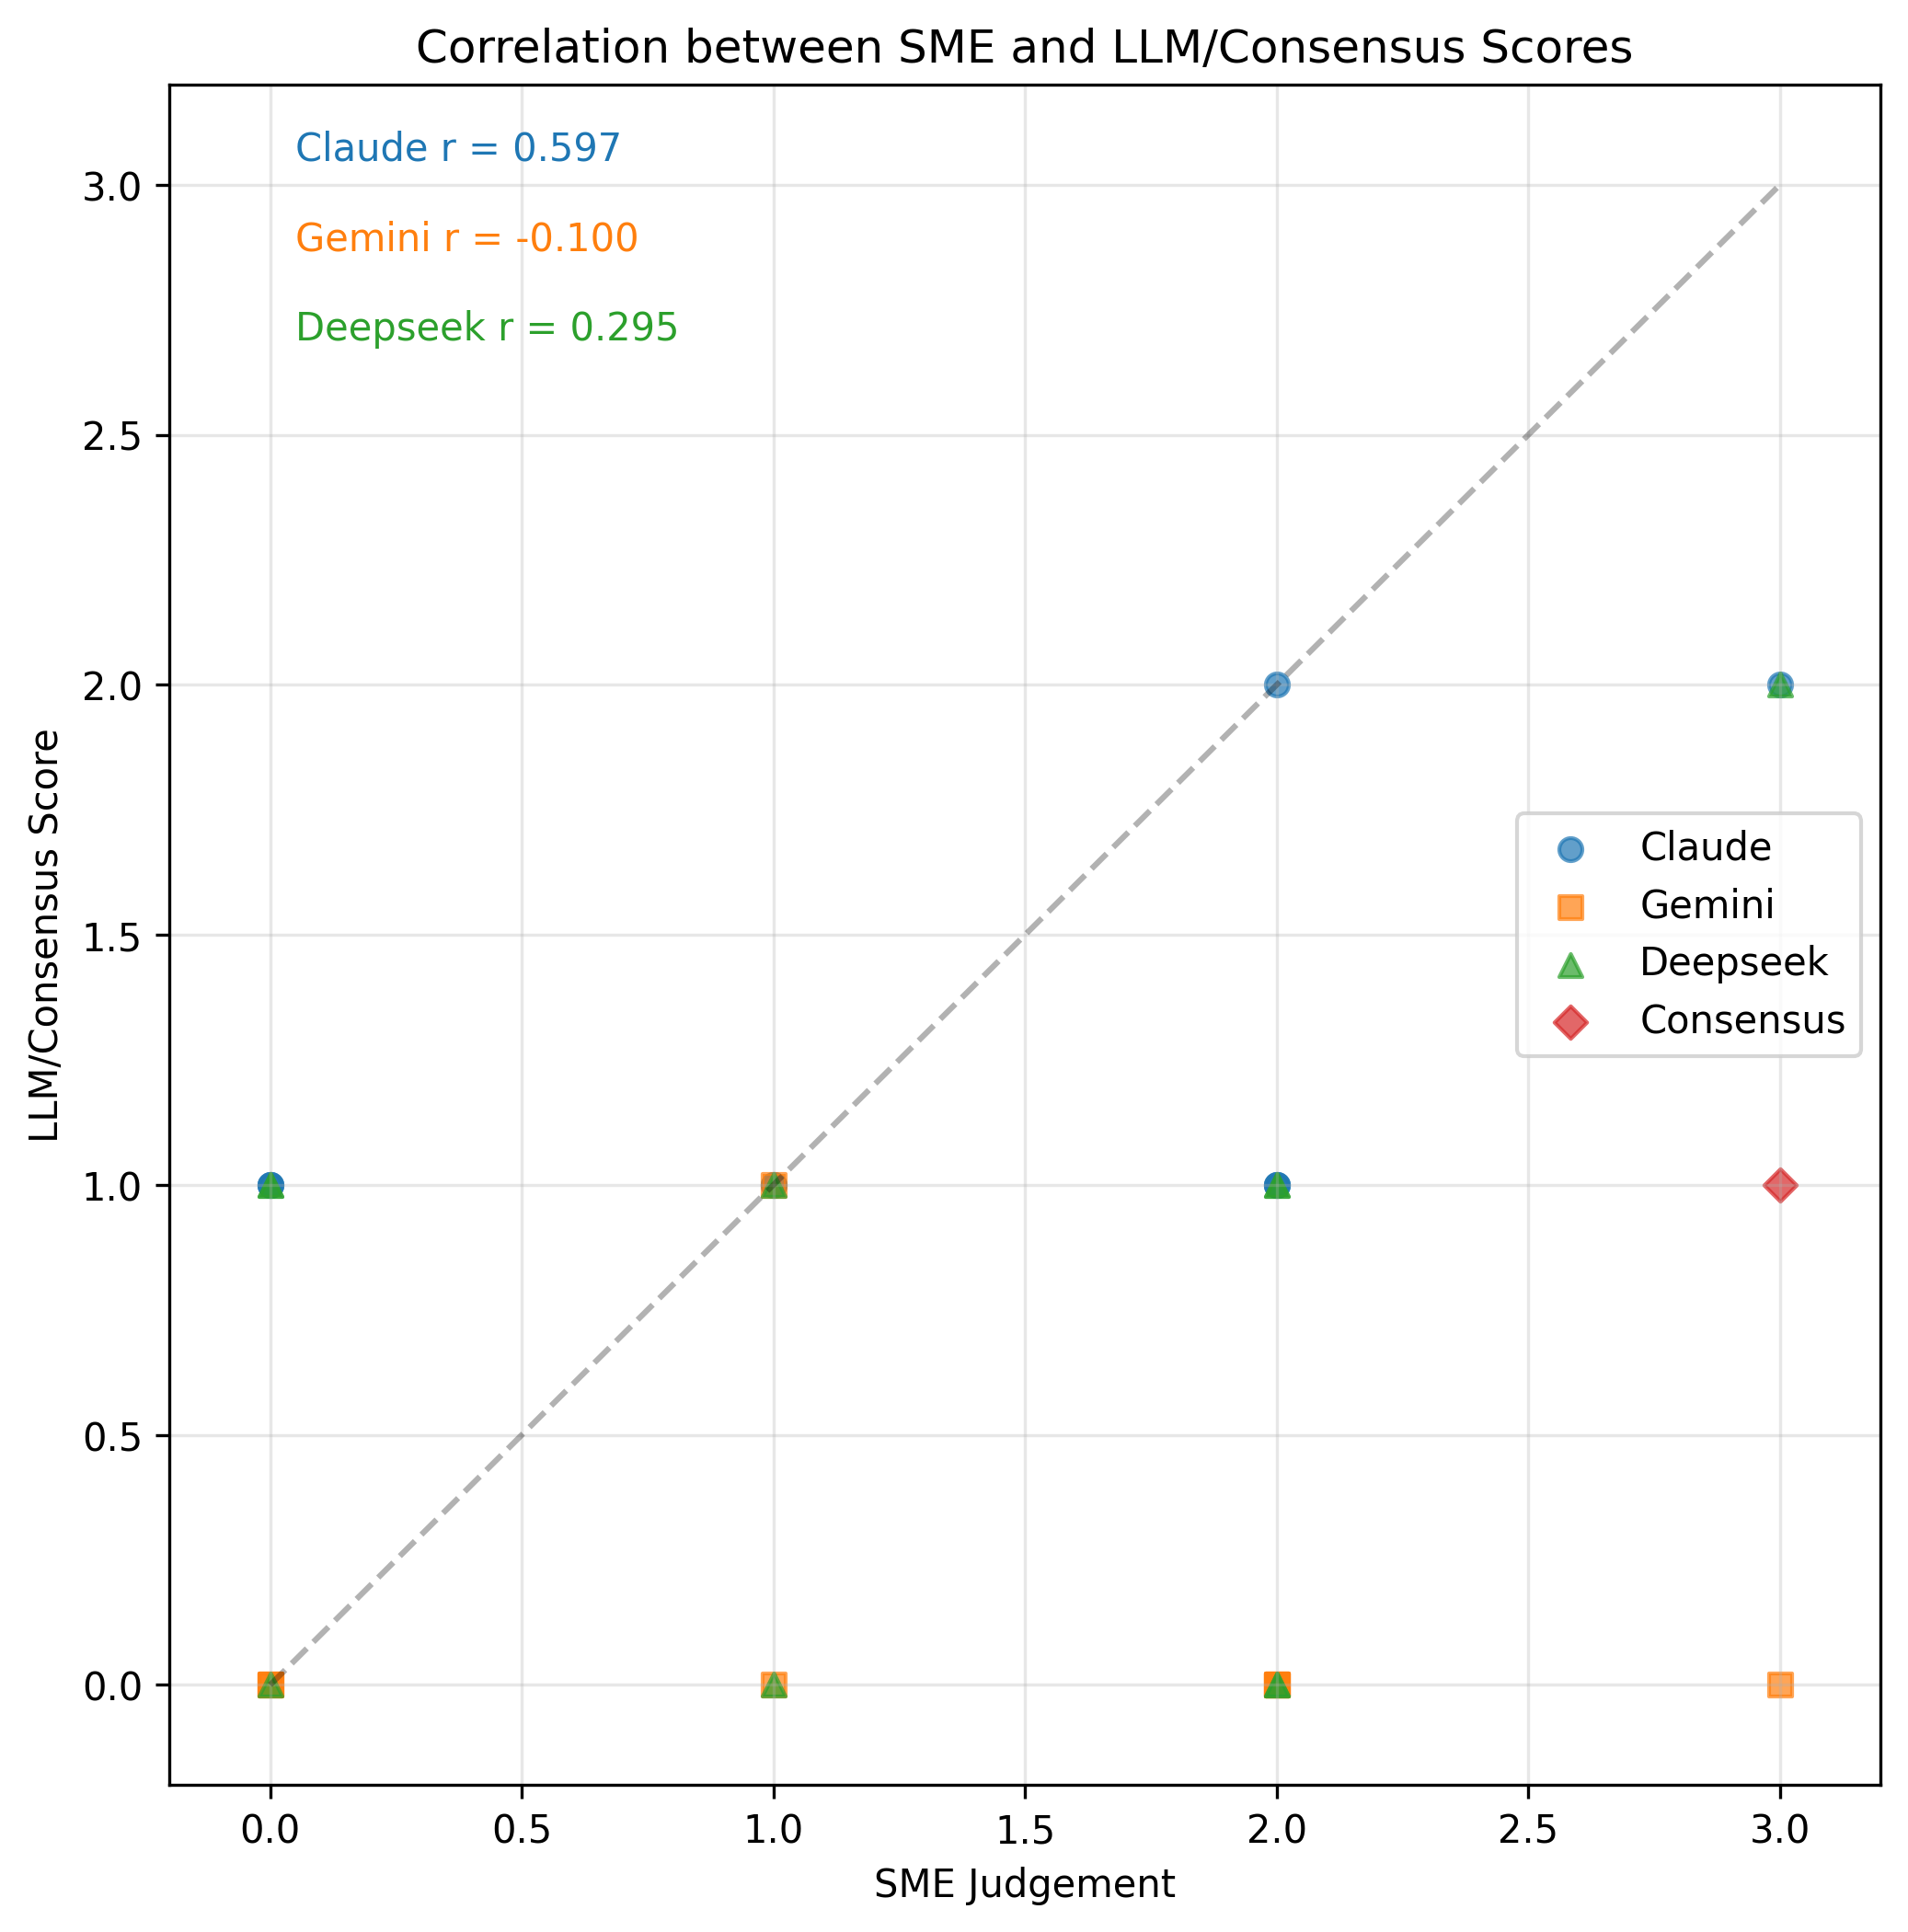 Correlation between SME and LLM/Consensus Scores
Claude r = 0.597
Gemini r = -0.100
Deepseek r = 0.295
3.0
2.5
2.0
1.5
1.0
0.5
0.0
LLM/Consensus Score
Claude
Gemini
Deepseek
Consensus
0.0 0.5 1.0 1.5 2.0 2.5 3.0
SME Judgement